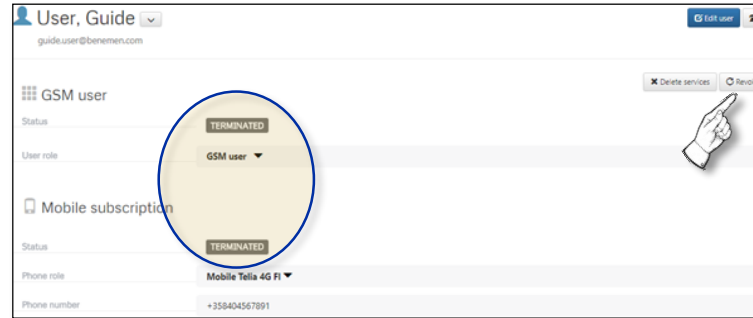 User, Guide
Edit user
guide.user@benemen.com
Delete services
GSM user
Status
TERMINATED
User role
GSM user
Mobile subscription
Status
TERMINATED
Phone role
Mobile Telia 4G FI
Phone number
+358404567891